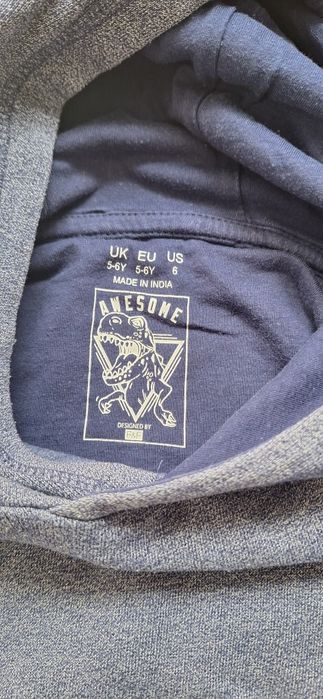 UK EU US
5-6Y 5-6Y 6
MADE IN INDIA
AWESOME
DESIGNED BY